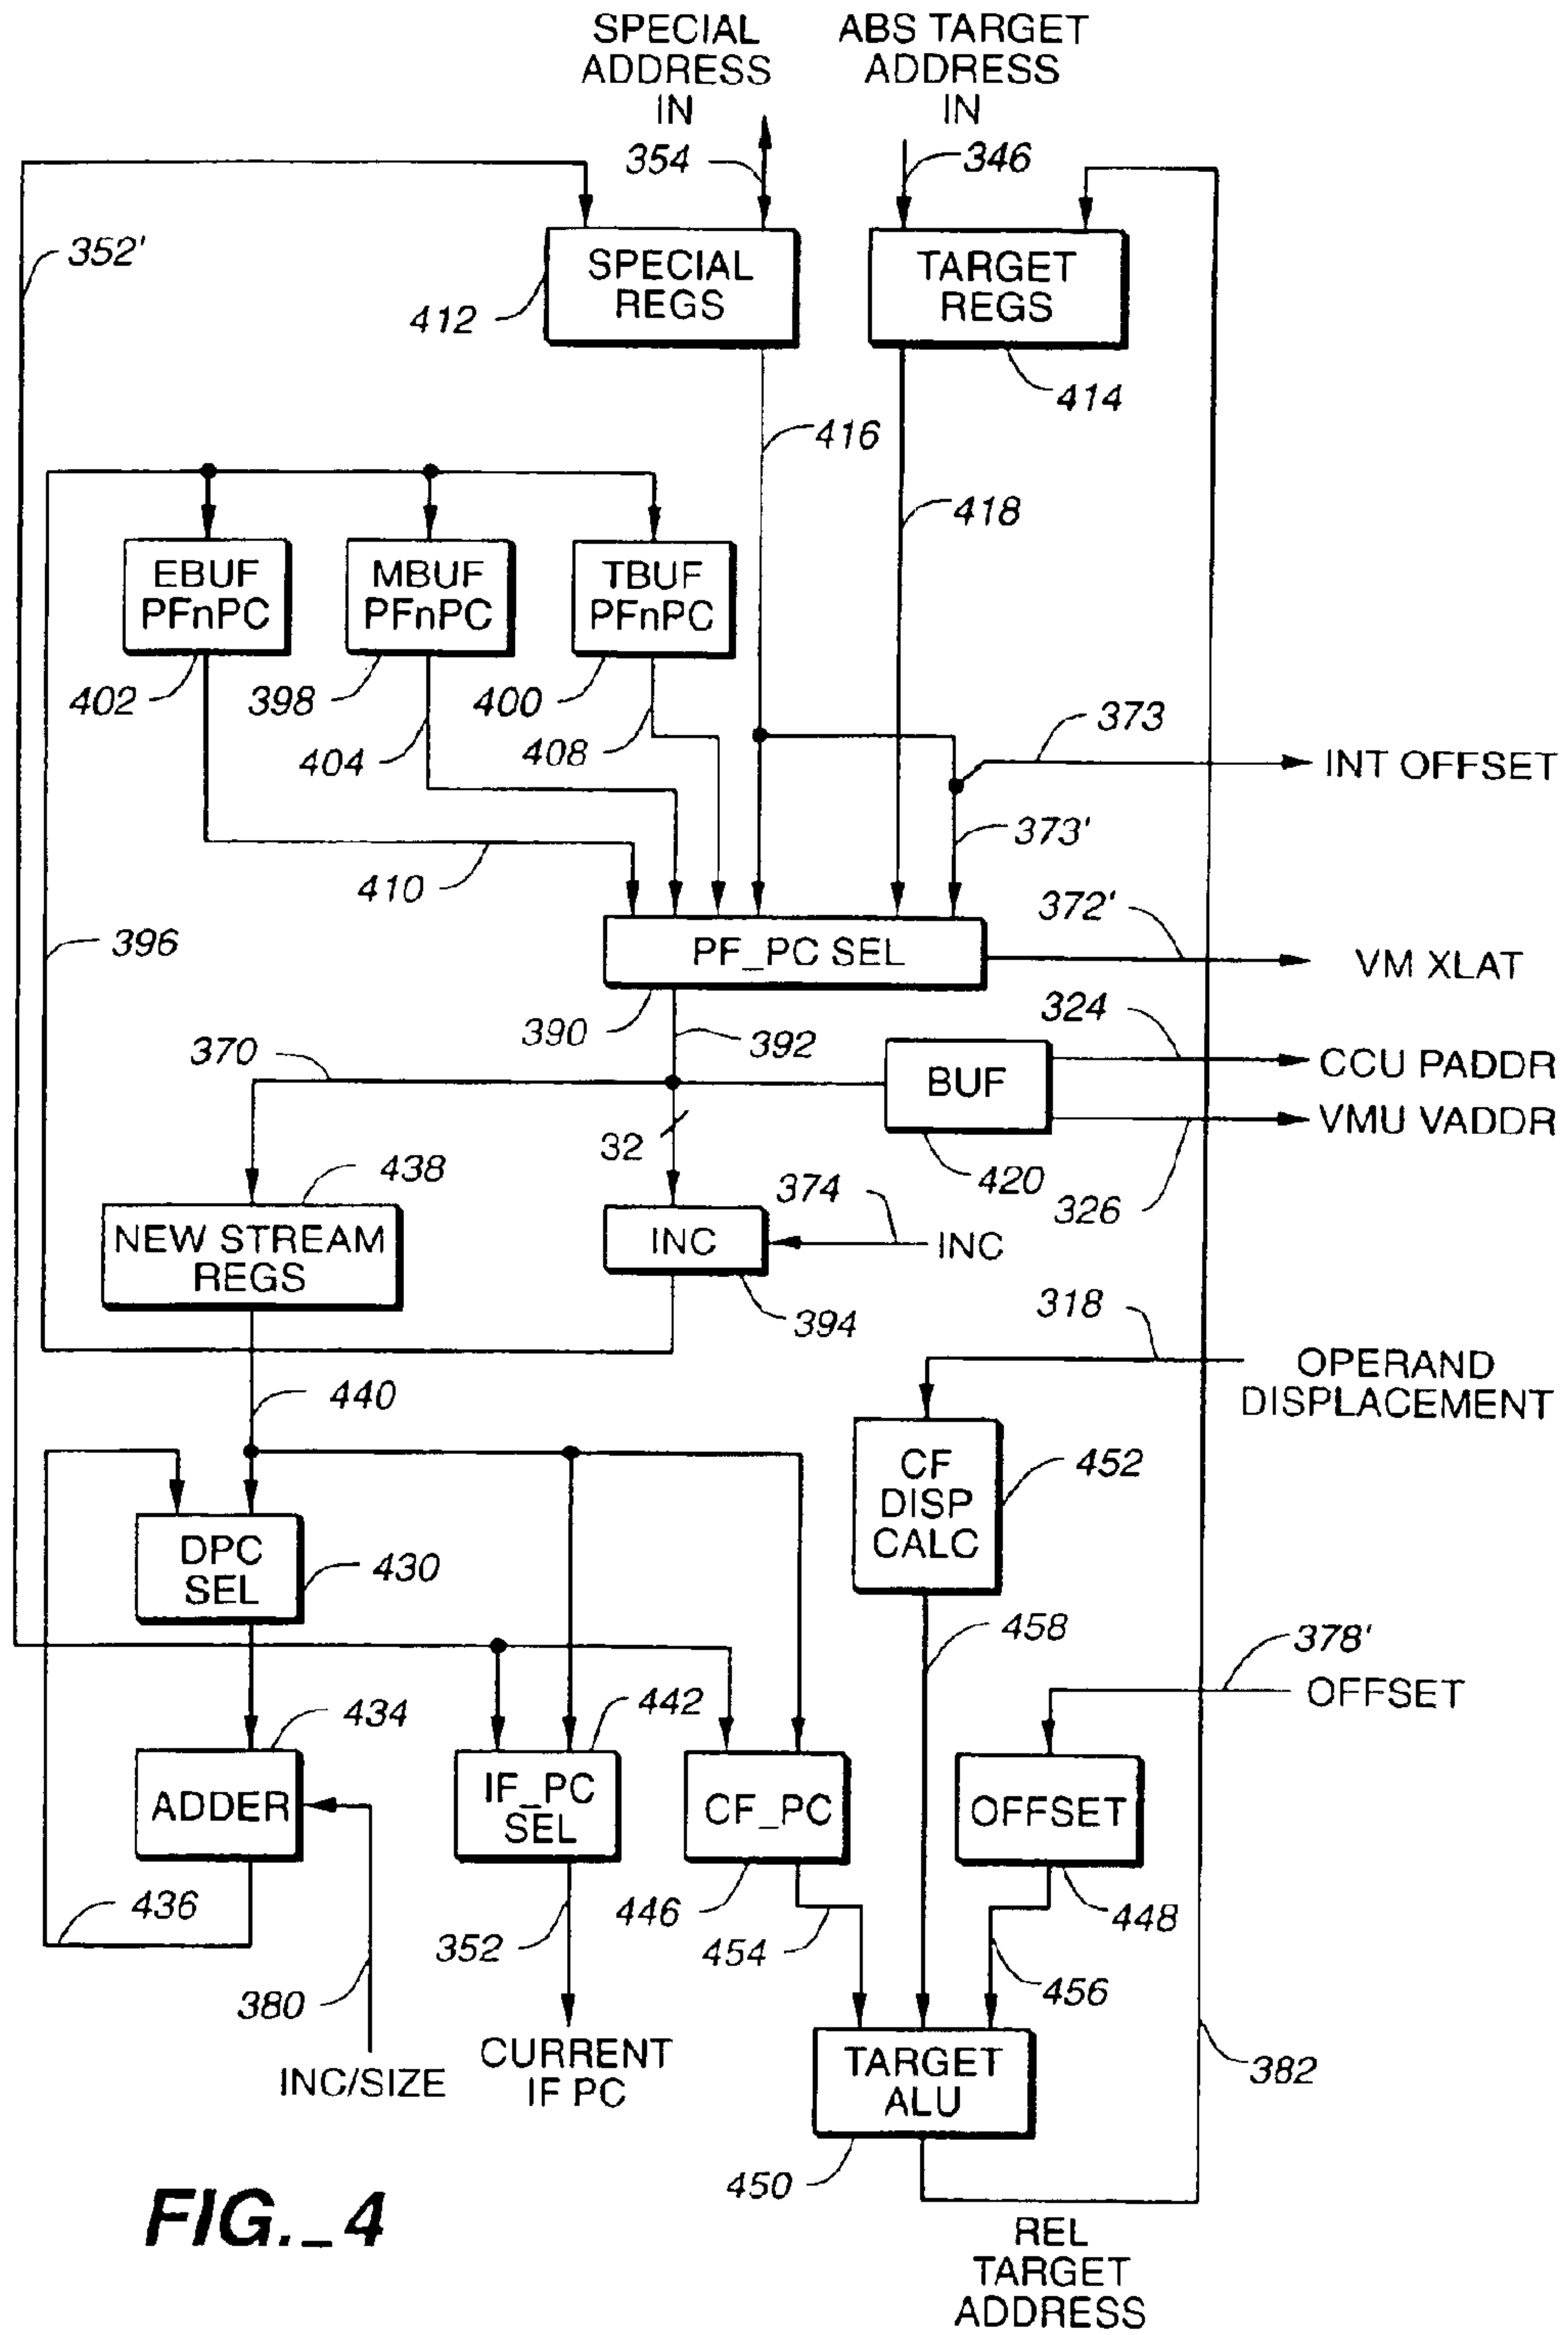 SPECIAL
ADDRESS
IN
ABS TARGET
ADDRESS
IN
354
346
352'
SPECIAL
REGS
TARGET
REGS
412
414
416
418
EBUF
PFnPC
MBUF
PFnPC
TBUF
PFnPC
402
398
400
404
408
373
INT OFFSET
373'
410
396
372'
PF_PC SEL
VM XLAT
390
392
324
370
BUF
CCU PADDR
VMU VADDR
32
438
420
326
374
NEW STREAM
REGS
INC
INC
394
318
OPERAND
DISPLACEMENT
440
CF
DISP
CALC
452
DPC
SEL
430
458
378'
OFFSET
434
442
ADDER
IF_PC
SEL
CF_PC
OFFSET
436
446
448
352
454
456
380
INC/SIZE
CURRENT
IF PC
TARGET
ALU
382
450
FIG._4
REL
TARGET
ADDRESS